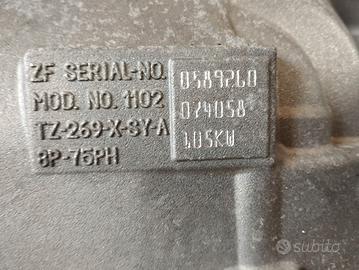 ZF SERIAL-NO. 0589260
MOD. NO. 1102 074058
TZ-269-X-SY-A 105KW
8P-75PH
subito